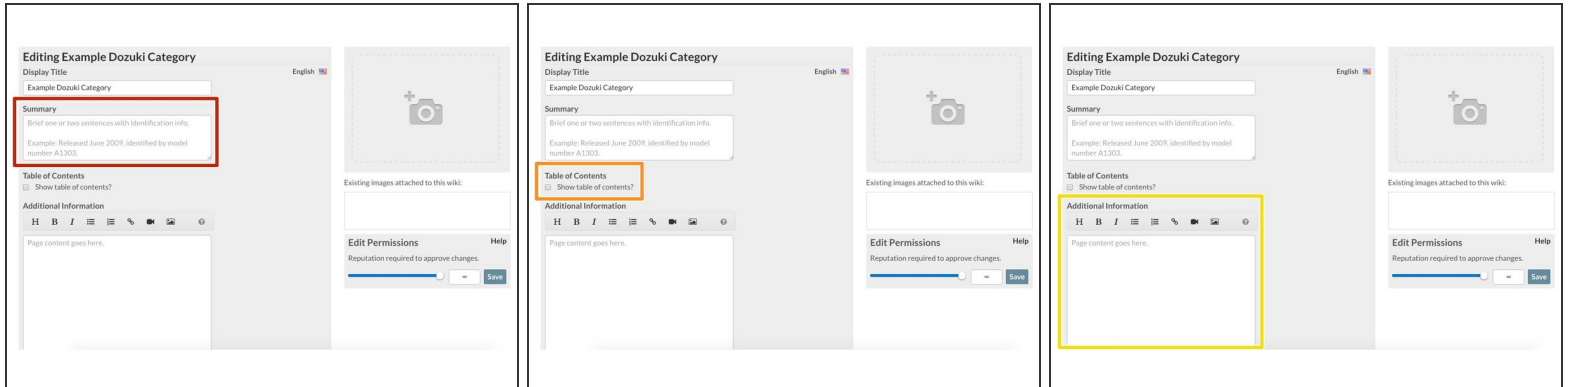 Editing Example Dozuki Category
Display Title
English
Example Dozuki Category
Summary
Brief one or two sentences with identification info.
Example: Released June 2009, identified by model
number A1303.
Table of Contents
Show table of contents?
Additional Information
H B I
Page content goes here.
Existing images attached to this wiki:
Edit Permissions
Help
Reputation required to approve changes.
∞
Save
Editing Example Dozuki Category
Display Title
English
Example Dozuki Category
Summary
Brief one or two sentences with identification info.
Example: Released June 2009, identified by model
number A1303.
Table of Contents
Show table of contents?
Additional Information
H B I
Page content goes here.
Existing images attached to this wiki:
Edit Permissions
Help
Reputation required to approve changes.
∞
Save
Editing Example Dozuki Category
Display Title
English
Example Dozuki Category
Summary
Brief one or two sentences with identification info.
Example: Released June 2009, identified by model
number A1303.
Table of Contents
Show table of contents?
Additional Information
H B I
Page content goes here.
Existing images attached to this wiki:
Edit Permissions
Help
Reputation required to approve changes.
∞
Save